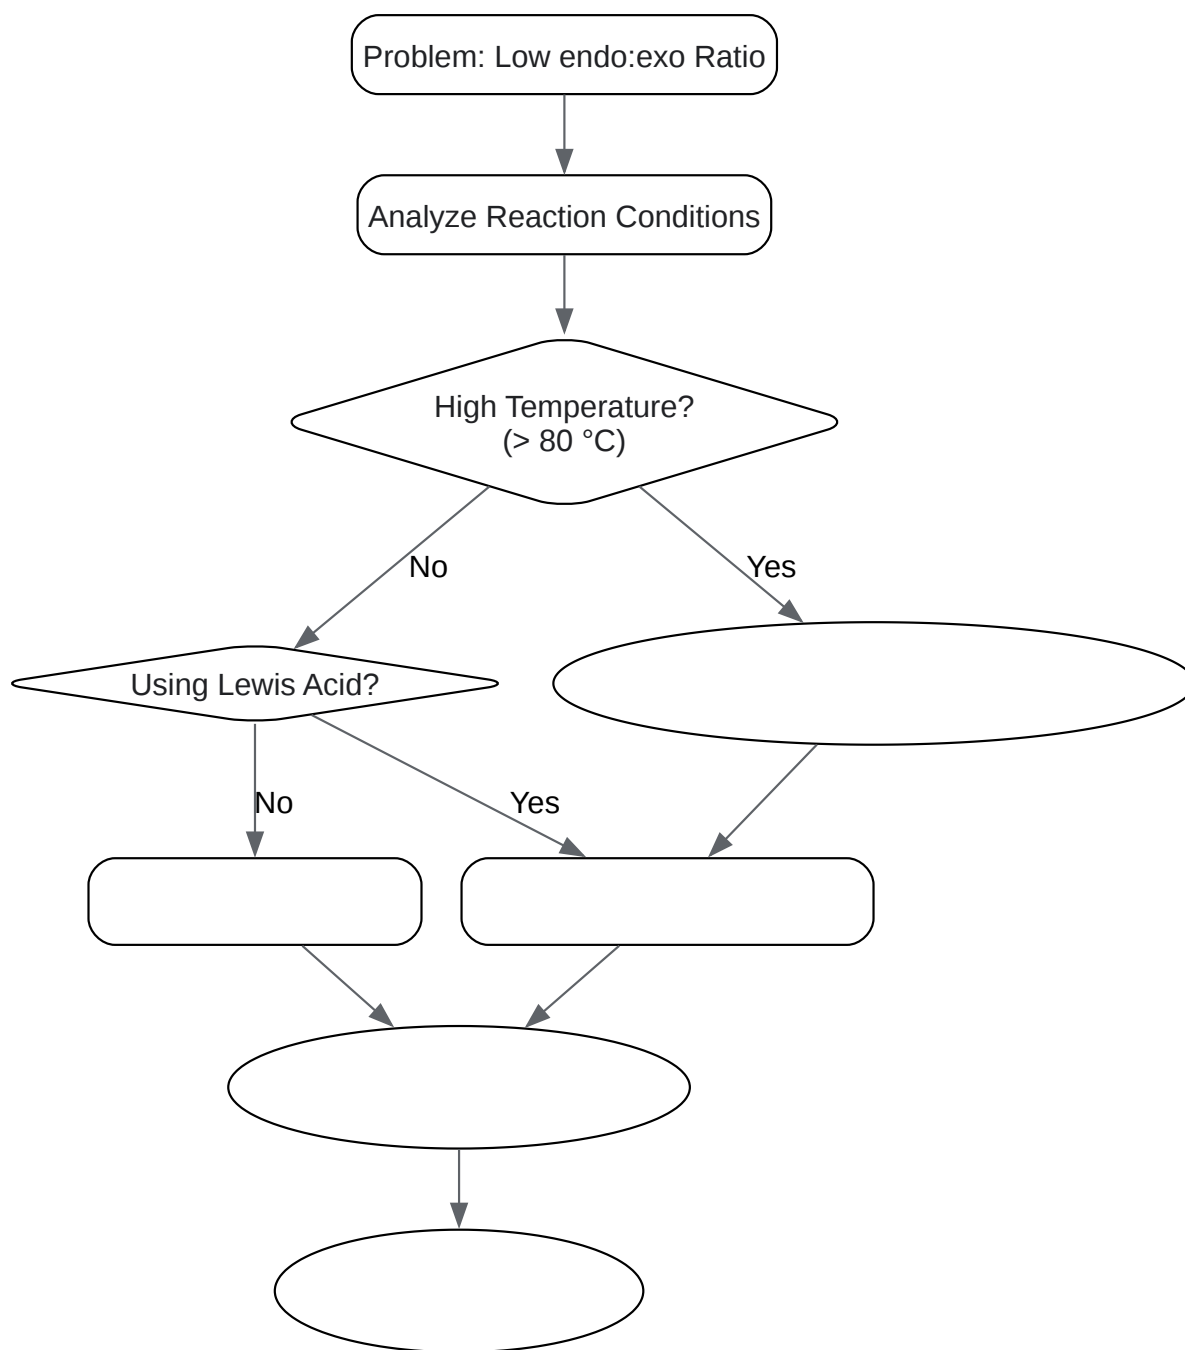 Problem: Low endo:exo Ratio
Analyze Reaction Conditions
High Temperature?
(> 80 °C)
No
Yes
Using Lewis Acid?
No
Yes